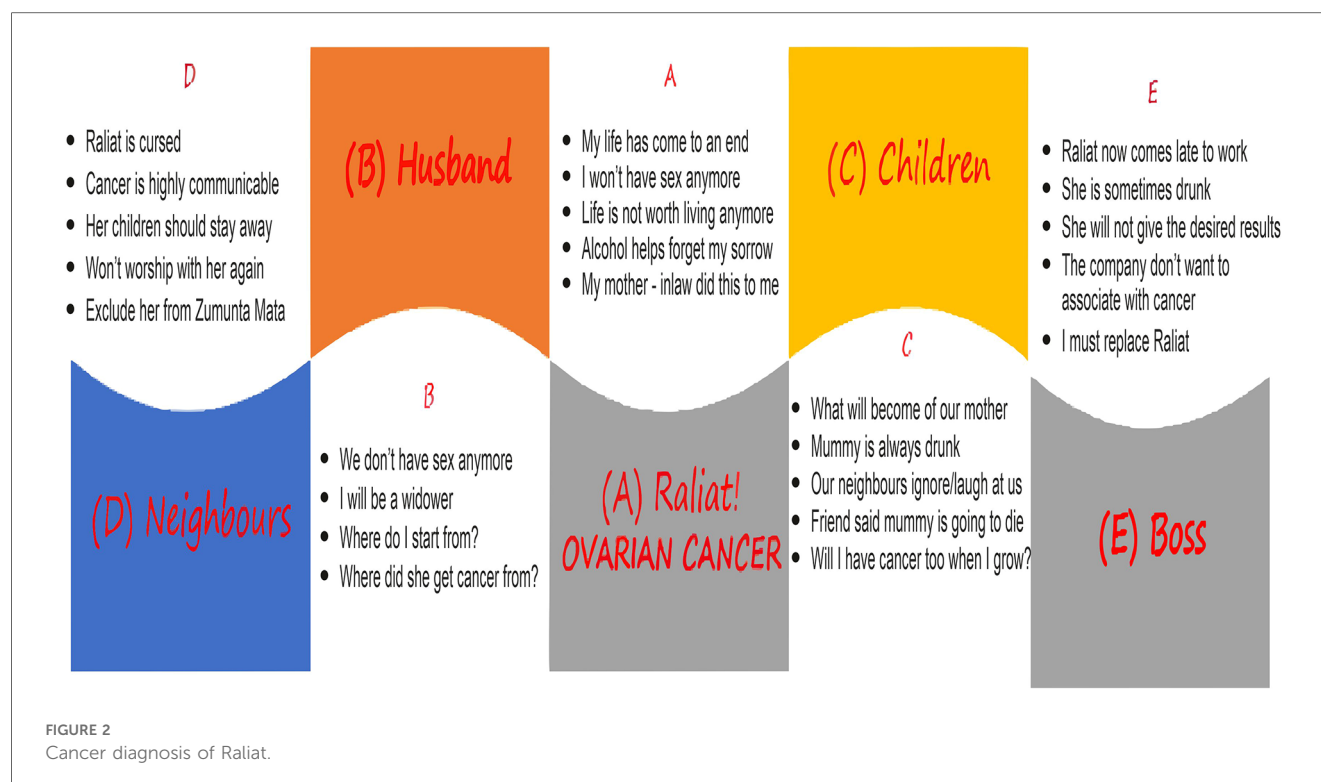 D
• Raliat is cursed
• Cancer is highly communicable
• Her children should stay away
• Won't worship with her again
• Exclude her from Zumunta Mata
(D) Neighbours
(B) Husband
B
• We don't have sex anymore
• I will be a widower
• Where do I start from?
• Where did she get cancer from?
A
• My life has come to an end
• I won't have sex anymore
• Life is not worth living anymore
• Alcohol helps forget my sorrow
• My mother - inlaw did this to me
(A) Raliat!
OVARIAN CANCER
(C) Children
C
• What will become of our mother
• Mummy is always drunk
• Our neighbours ignore/laugh at us
• Friend said mummy is going to die
• Will I have cancer too when I grow?
E
• Raliat now comes late to work
• She is sometimes drunk
• She will not give the desired results
• The company don't want to
associate with cancer
• I must replace Raliat
(E) Boss
FIGURE 2
Cancer diagnosis of Raliat.